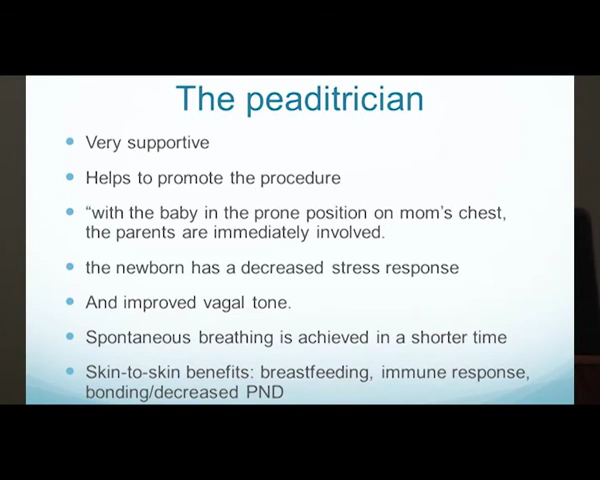 The peaditrician
Very supportive
Helps to promote the procedure
“with the baby in the prone position on mom’s chest,
the parents are immediately involved.
the newborn has a decreased stress response
And improved vagal tone.
Spontaneous breathing is achieved in a shorter time
Skin-to-skin benefits: breastfeeding, immune response,
bonding/decreased PND